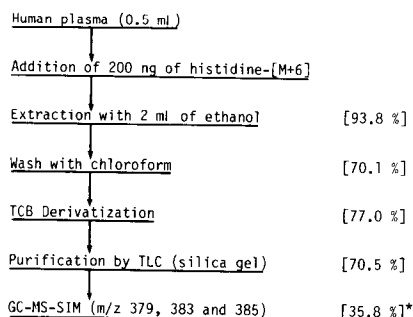 Human plasma (0.5 ml)
Addition of 200 ng of histidine-[M+6]
Extraction with 2 ml of ethanol [93.8 %]
Wash with chloroform [70.1 %]
TCB Derivatization [77.0 %]
Purification by TLC (silica gel) [70.5 %]
GC-MS-SIM (m/z 379, 383 and 385) [35.8 %]*